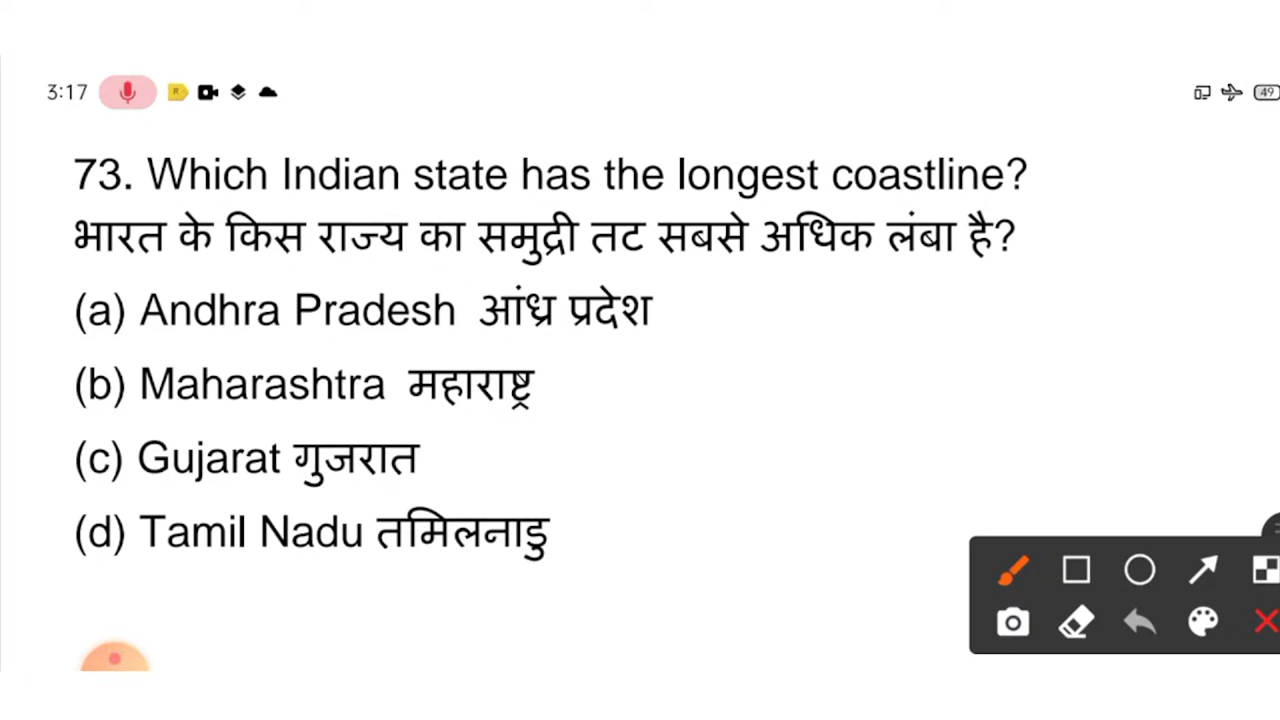 3:17 R 49
73. Which Indian state has the longest coastline?
भारत के किस राज्य का समुद्री तट सबसे अधिक लंबा है?
(a) Andhra Pradesh आंध्र प्रदेश
(b) Maharashtra महाराष्ट्र
(c) Gujarat गुजरात
(d) Tamil Nadu तमिलनाडु